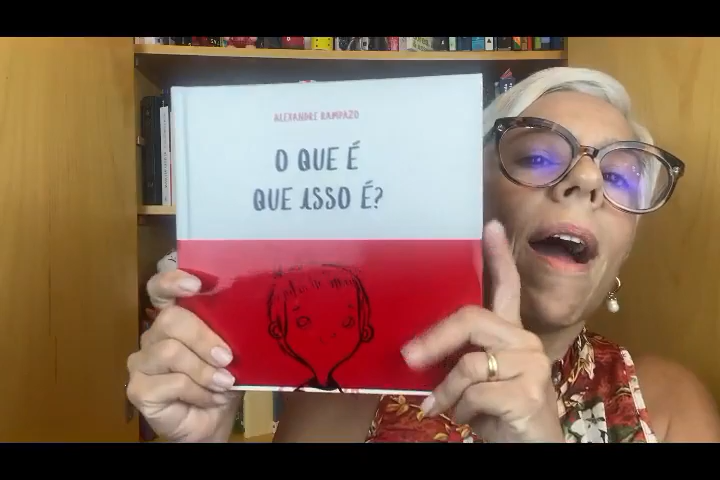 ALEXANDRE RAMPAZO
O QUE É
QUE ISSO É?